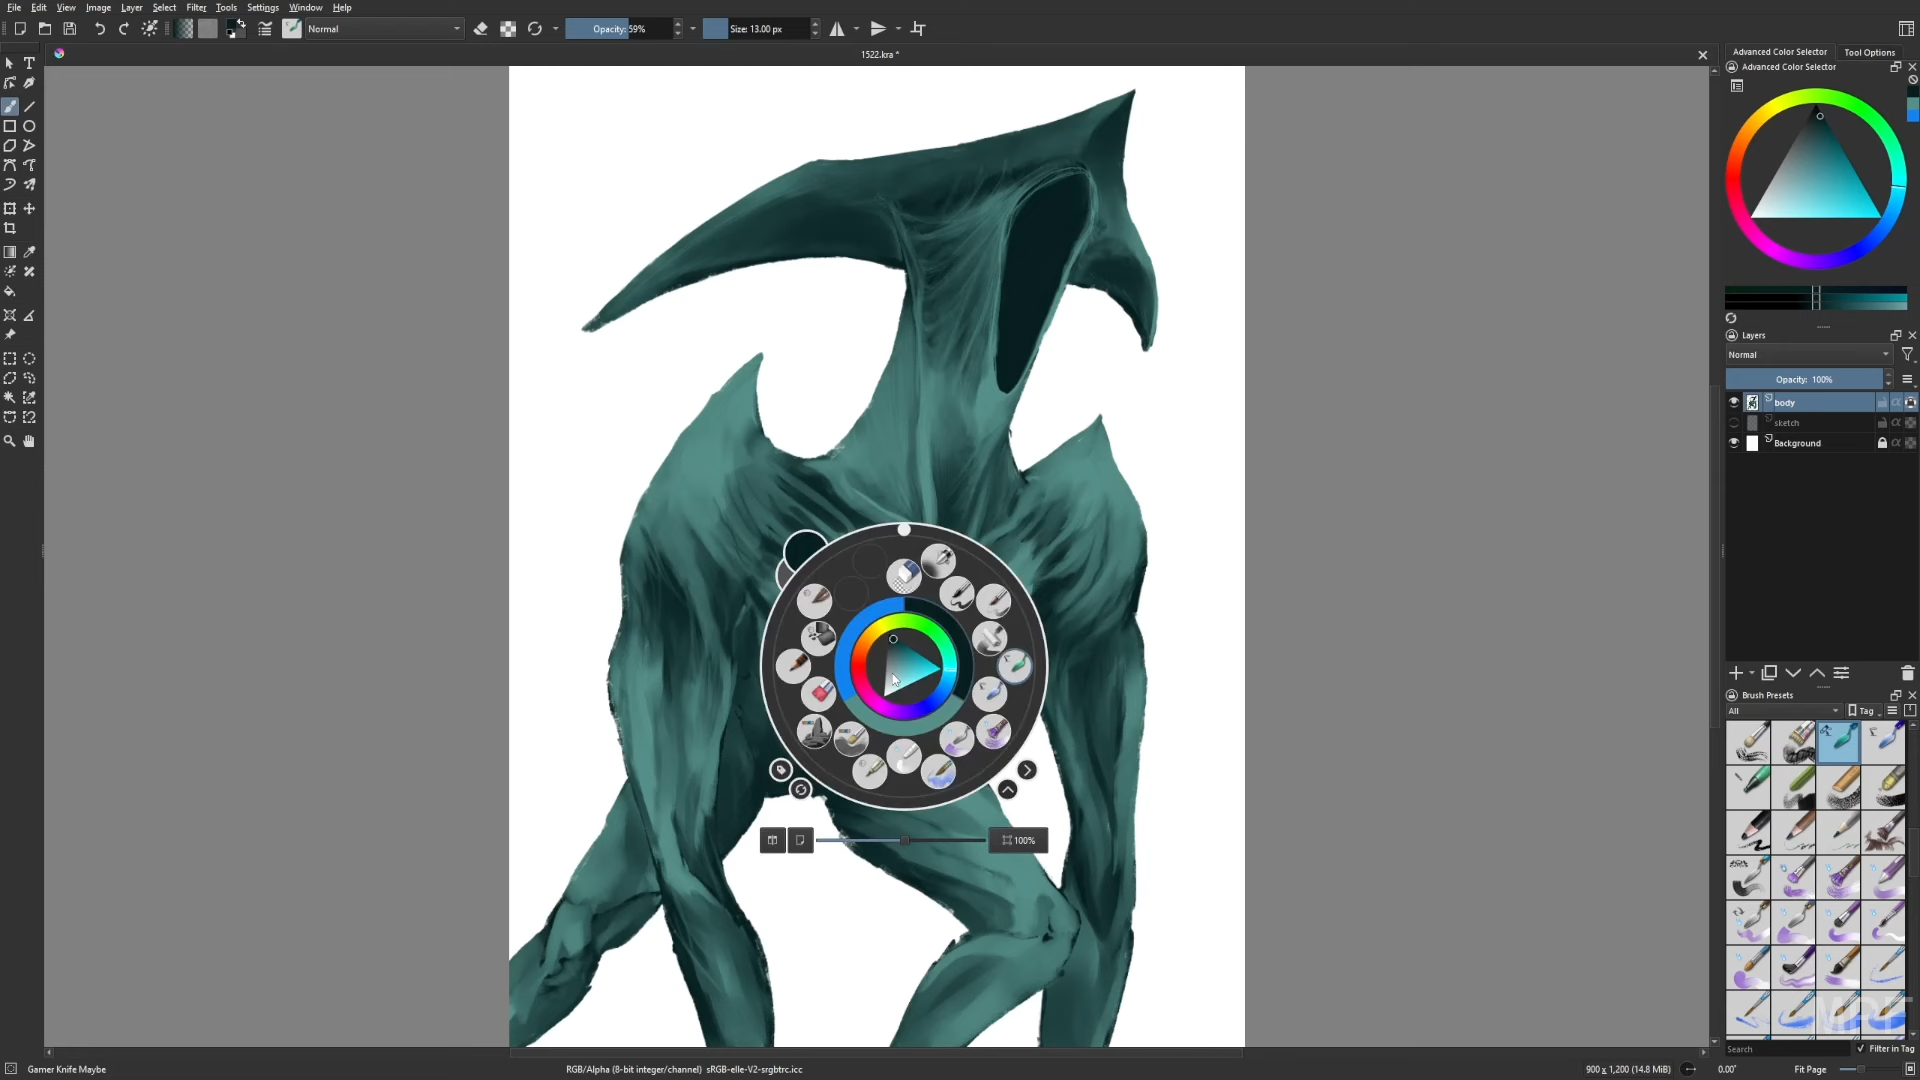 File Edit View Image Layer Select Filter Tools Settings Window Help
Normal Opacity: 59% Size: 13.00 px
1522.kra *
Advanced Color Selector Tool Options
Advanced Color Selector
Layers
Normal
Opacity: 100%
body
sketch
Background
Brush Presets
All Tag
100%
Search Filter in Tag
Gamer Knife Maybe RGB/Alpha (8-bit integer/channel) sRGB-elle-V2-srgbtrc.icc 900 x 1,200 (14.8 MiB) 0.00° Fit Page